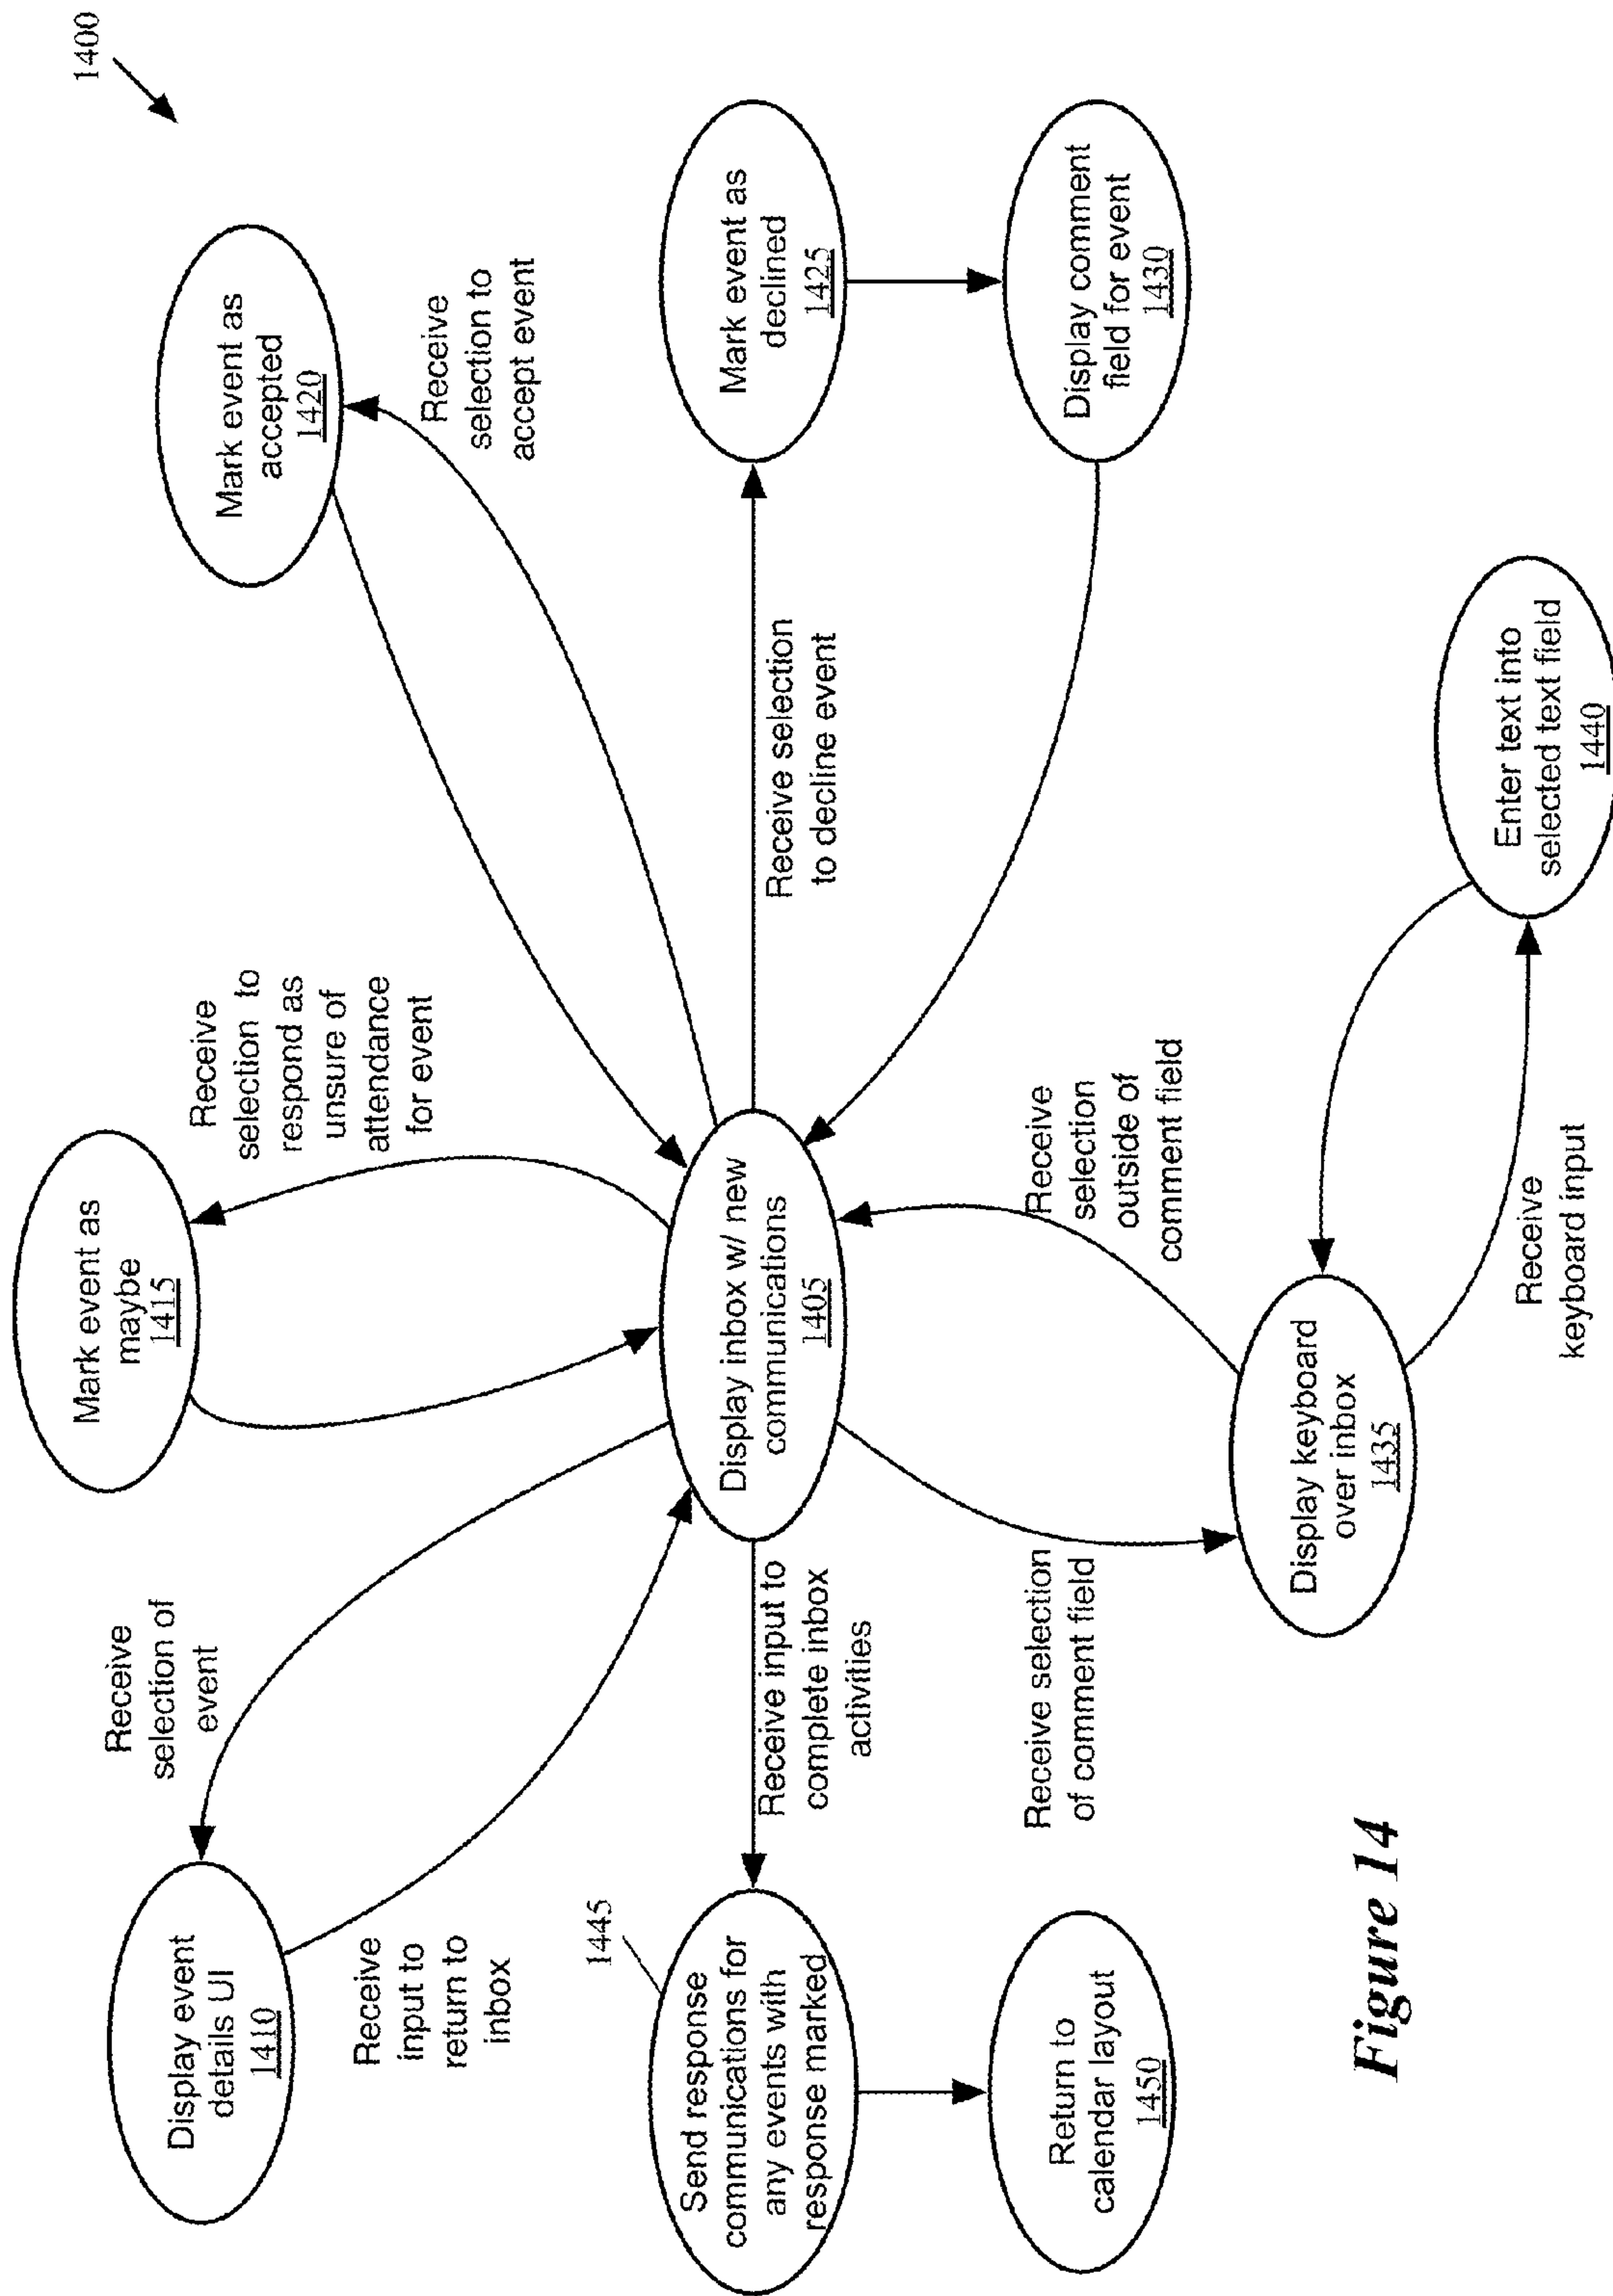 1400
Display event
details UI
1410
Receive
selection of
event
Receive
input to
return to
inbox
Mark event as
maybe
1415
Receive
selection to
respond as
unsure of
attendance
for event
Mark event as
accepted
1420
Receive
selection to
accept event
1445
Send response
communications for
any events with
response marked
Receive input to
complete inbox
activities
Display inbox w/ new
communications
1405
Receive selection
to decline event
Mark event as
declined
1425
Return to
calendar layout
1450
Receive selection
of comment field
Receive
selection
outside of
comment field
Display comment
field for event
1430
Display keyboard
over inbox
1435
Receive
keyboard input
Enter text into
selected text field
1440
Figure 14